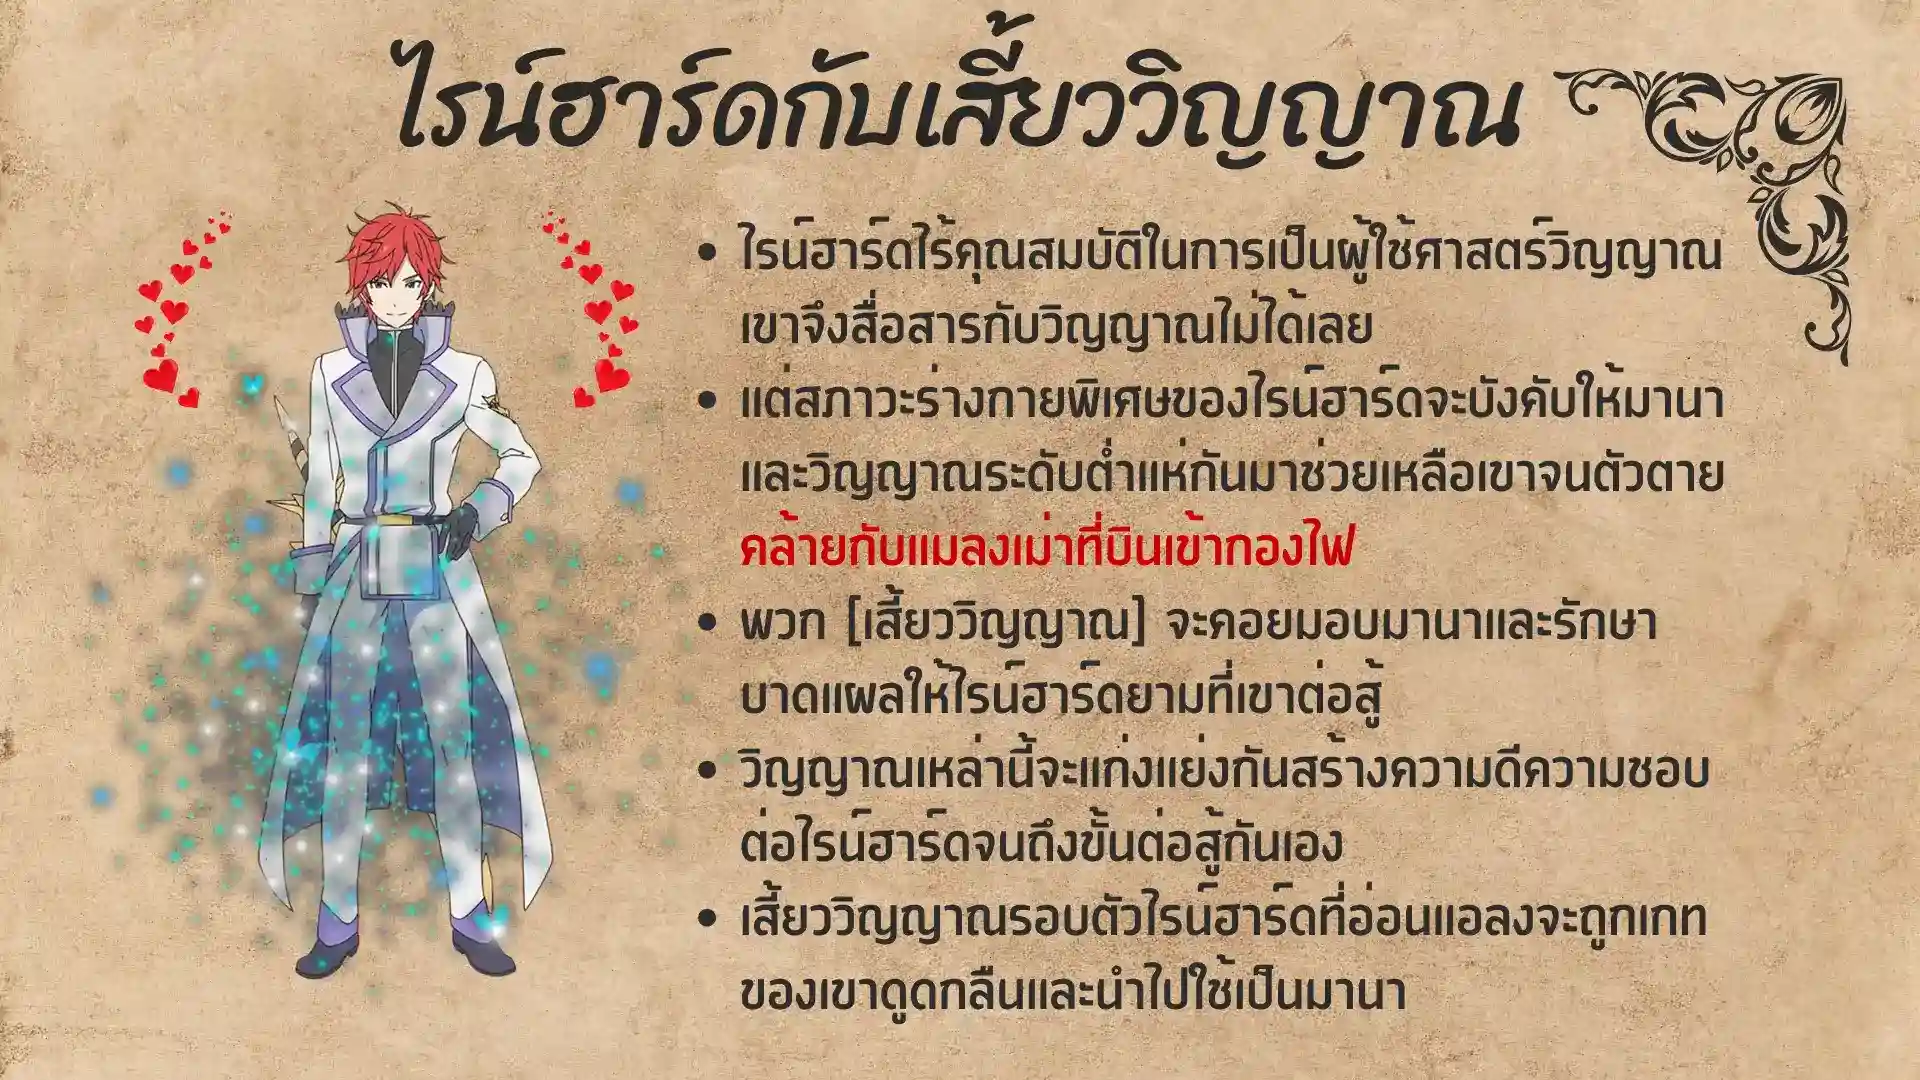 ไรน์ฮาร์ดกับเสี้ยววิญญาณ
• ไรน์ฮาร์ดไร้คุณสมบัติในการเป็นผู้ใช้ศาสตร์วิญญาณ
เขาจึงสื่อสารกับวิญญาณไม่ได้เลย
• แต่สภาวะร่างกายพิเศษของไรน์ฮาร์ดจะบังคับให้มานา
และวิญญาณระดับต่ำแห่กันมาช่วยเหลือเขาจนตัวตาย
คล้ายกับแมลงเม่าที่บินเข้ากองไฟ
• พวก [เสี้ยววิญญาณ] จะคอยมอบมานาและรักษา
บาดแผลให้ไรน์ฮาร์ดยามที่เขาต่อสู้
• วิญญาณเหล่านี้จะแก่งแย่งกันสร้างความดีความชอบ
ต่อไรน์ฮาร์ดจนถึงขั้นต่อสู้กันเอง
• เสี้ยววิญญาณรอบตัวไรน์ฮาร์ดที่อ่อนแอลงจะถูกเกท
ของเขาดูดกลืนและนำไปใช้เป็นมานา